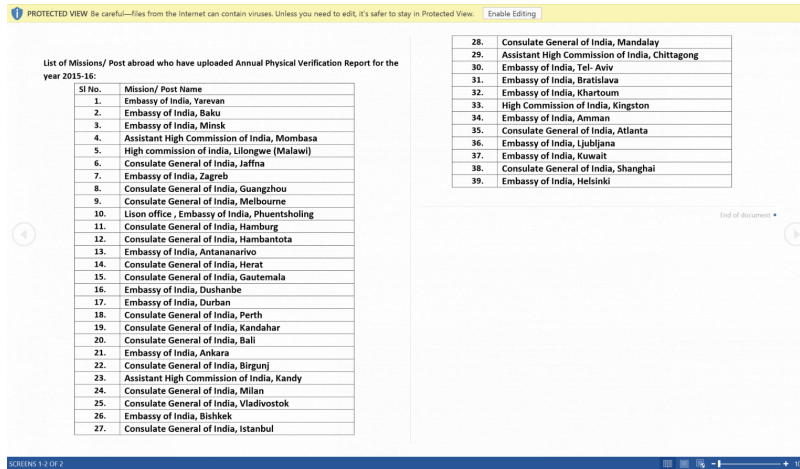 PROTECTED VIEW Be careful—files from the Internet can contain viruses. Unless you need to edit, it's safer to stay in Protected View. Enable Editing
List of Missions/ Post abroad who have uploaded Annual Physical Verification Report for the
year 2015-16:
Sl No. Mission/ Post Name
1. Embassy of India, Yarevan
2. Embassy of India, Baku
3. Embassy of India, Minsk
4. Assistant High Commission of India, Mombasa
5. High commission of india, Lilongwe (Malawi)
6. Consulate General of India, Jaffna
7. Embassy of India, Zagreb
8. Consulate General of India, Guangzhou
9. Consulate General of India, Melbourne
10. Lison office , Embassy of India, Phuentsholing
11. Consulate General of India, Hamburg
12. Consulate General of India, Hambantota
13. Embassy of India, Antananarivo
14. Consulate General of India, Herat
15. Consulate General of India, Gautemala
16. Embassy of India, Dushanbe
17. Embassy of India, Durban
18. Consulate General of India, Perth
19. Consulate General of India, Kandahar
20. Consulate General of India, Bali
21. Embassy of India, Ankara
22. Consulate General of India, Birgunj
23. Assistant High Commission of India, Kandy
24. Consulate General of India, Milan
25. Consulate General of India, Vladivostok
26. Embassy of India, Bishkek
27. Consulate General of India, Istanbul
28. Consulate General of India, Mandalay
29. Assistant High Commission of India, Chittagong
30. Embassy of India, Tel- Aviv
31. Embassy of India, Bratislava
32. Embassy of India, Khartoum
33. High Commission of India, Kingston
34. Embassy of India, Amman
35. Consulate General of India, Atlanta
36. Embassy of India, Ljubljana
37. Embassy of India, Kuwait
38. Consulate General of India, Shanghai
39. Embassy of India, Helsinki
End of document
SCREENS 1-2 OF 2